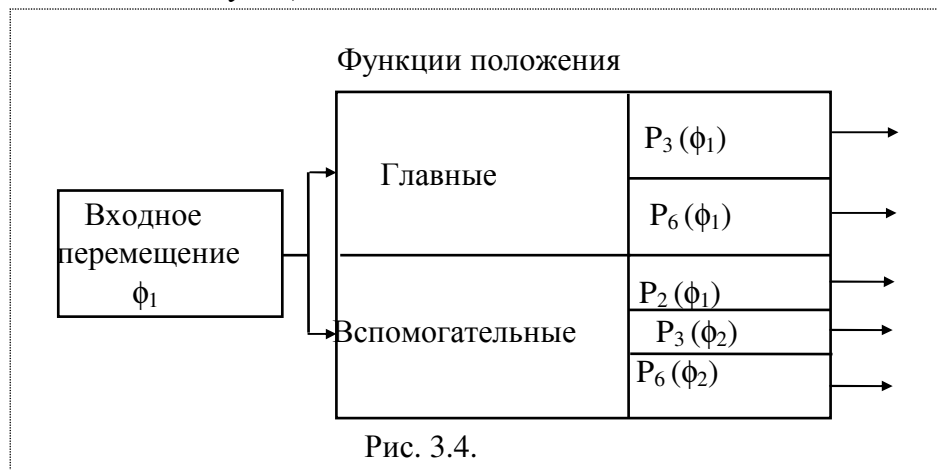 Функции положения
Входное
перемещение
ϕ₁
Главные
P₃ (ϕ₁)
P₆ (ϕ₁)
Вспомогательные
P₂ (ϕ₁)
P₃ (ϕ₂)
P₆ (ϕ₂)
Рис. 3.4.